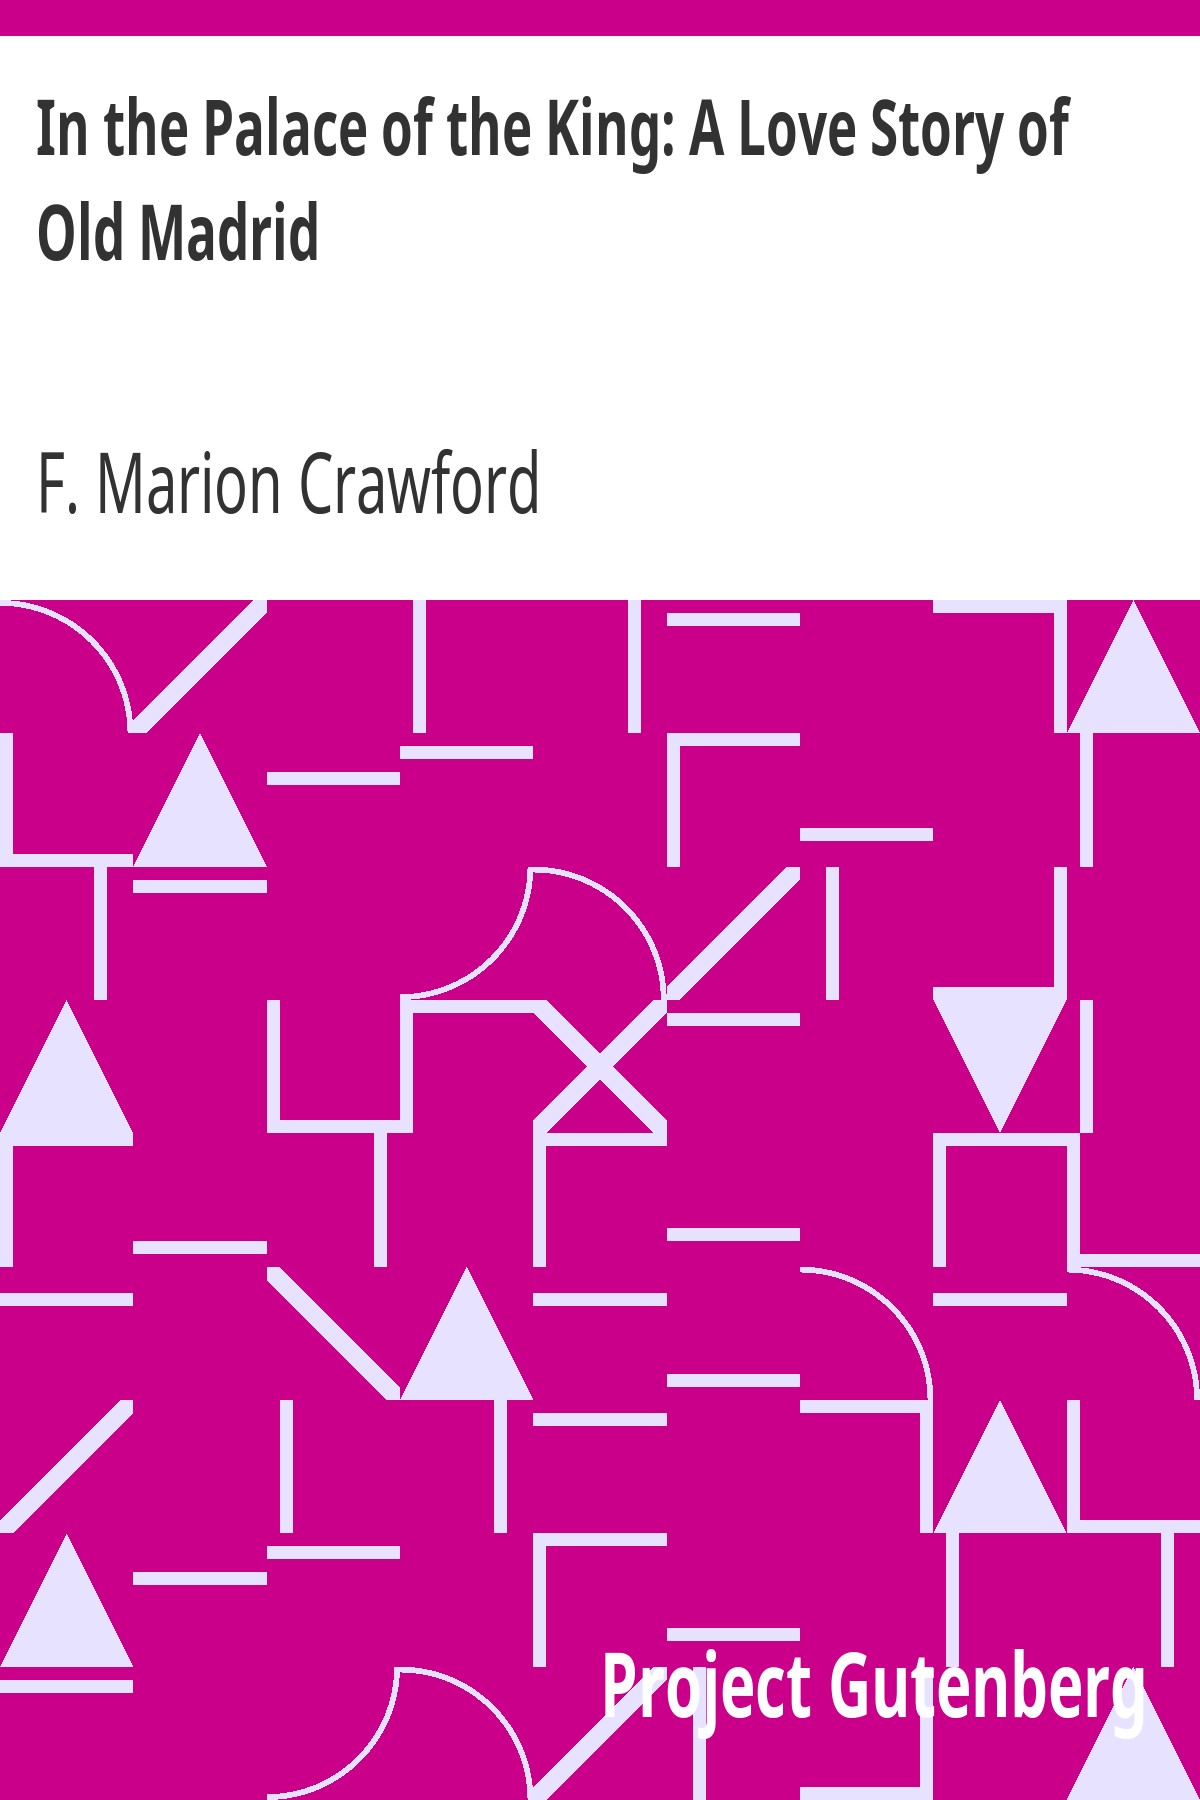 In the Palace of the King: A Love Story of
Old Madrid
F. Marion Crawford
Project Gutenberg